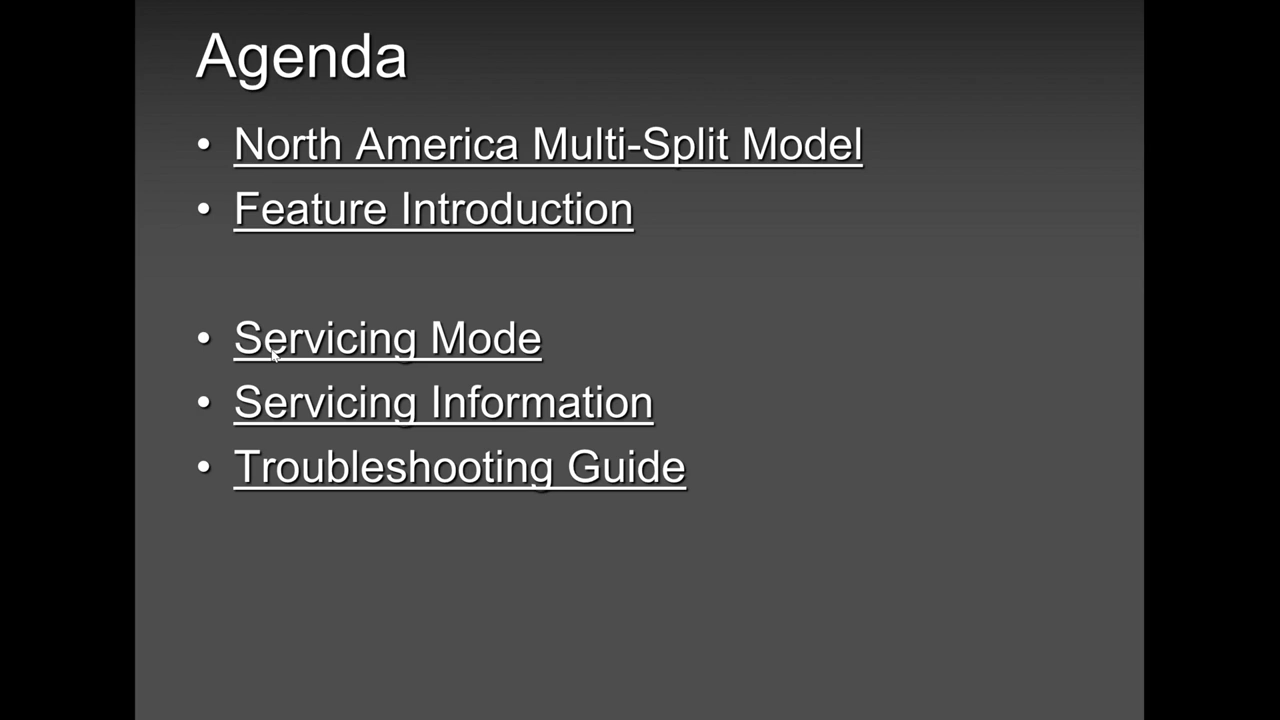 Agenda
• North America Multi-Split Model
• Feature Introduction
• Servicing Mode
• Servicing Information
• Troubleshooting Guide